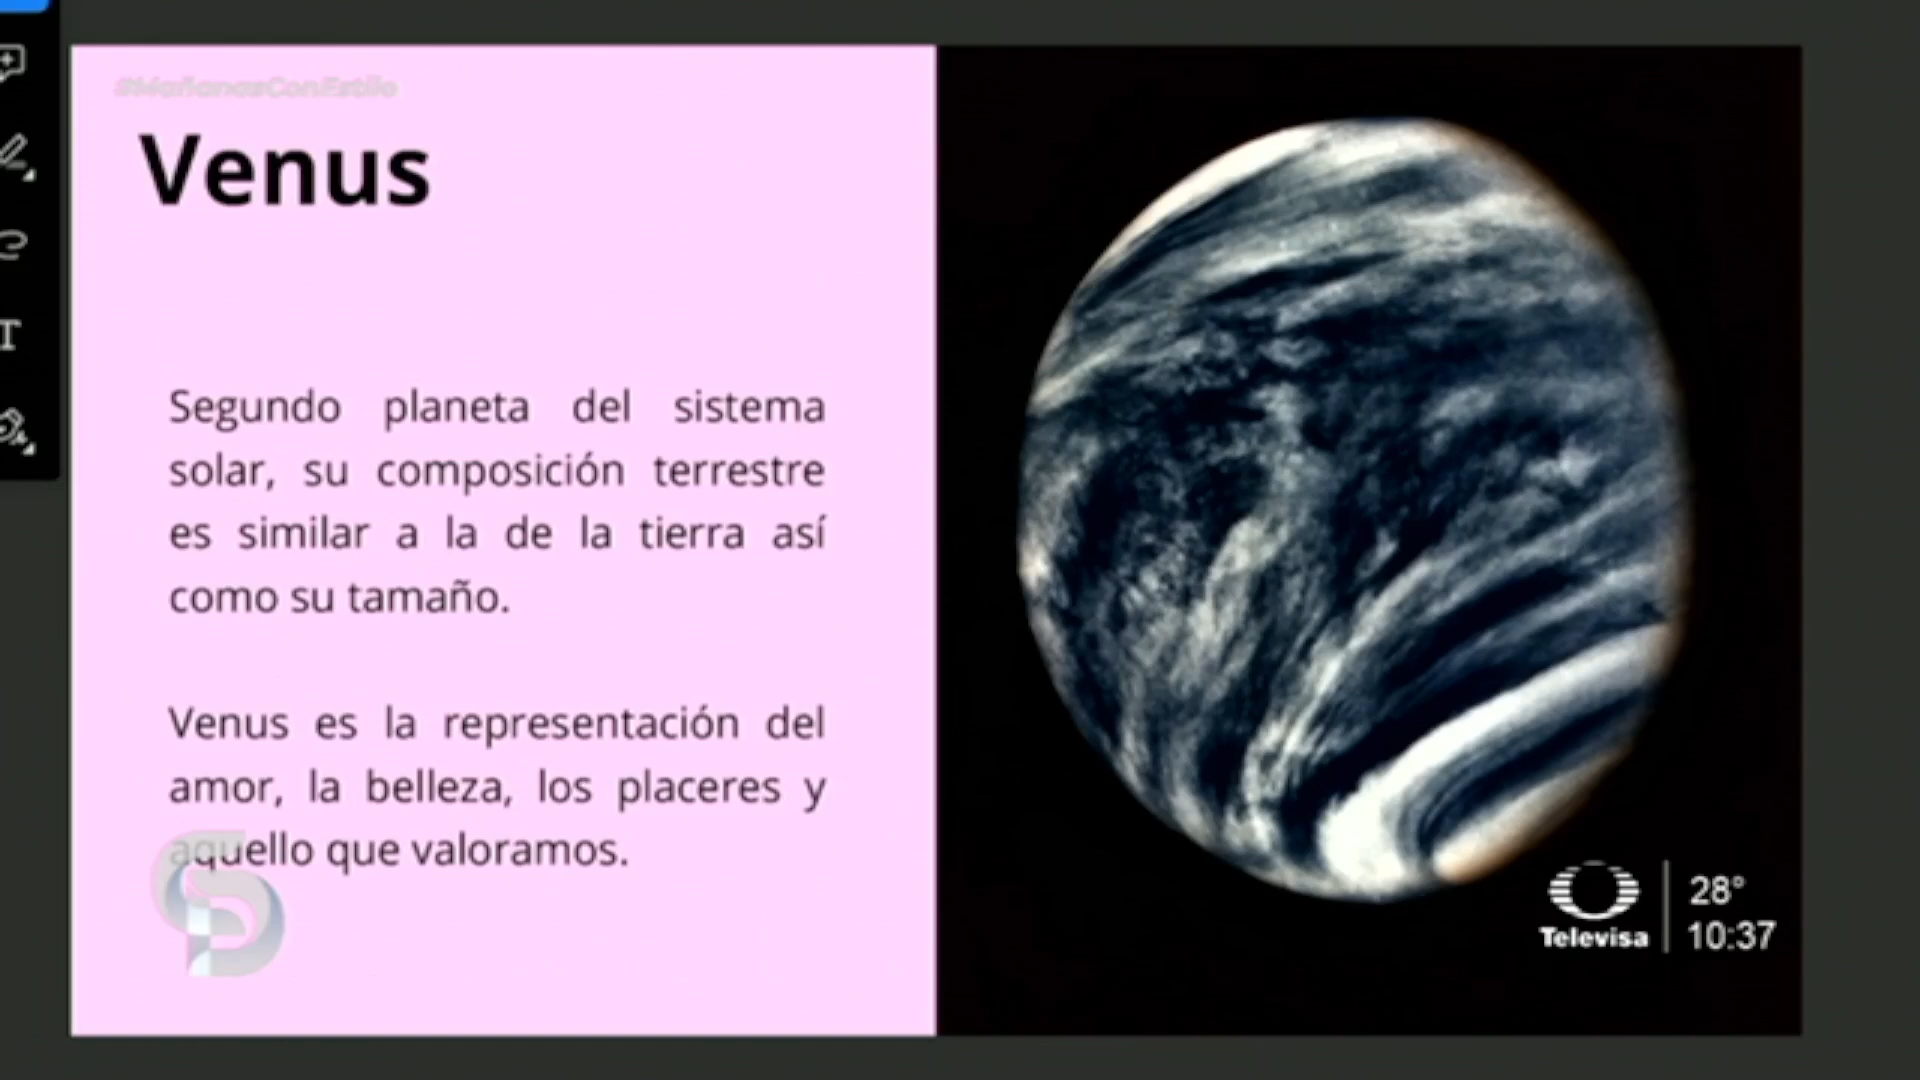 #MañanasConEstilo
Venus
Segundo planeta del sistema
solar, su composición terrestre
es similar a la de la tierra así
como su tamaño.
Venus es la representación del
amor, la belleza, los placeres y
aquello que valoramos.
Televisa
28°
10:37